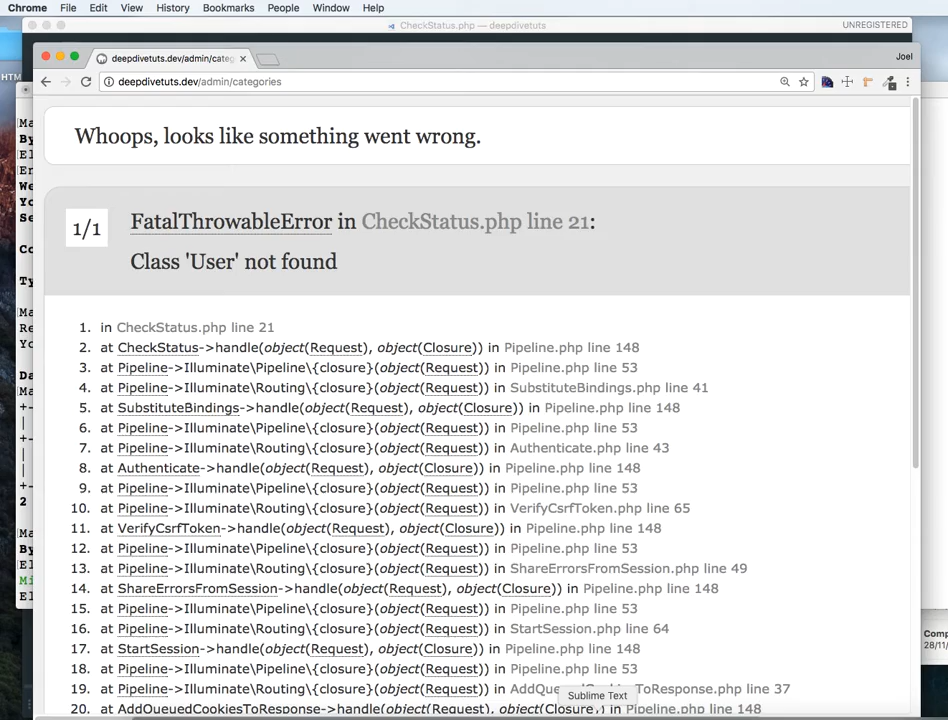 Chrome File Edit View History Bookmarks People Window Help
CheckStatus.php — deepdivetuts UNREGISTERED
deepdivetuts.dev/admin/categ Joel
deepdivetuts.dev/admin/categories
HTM
Whoops, looks like something went wrong.
1/1 FatalThrowableError in CheckStatus.php line 21:
Class 'User' not found
1. in CheckStatus.php line 21
2. at CheckStatus->handle(object(Request), object(Closure)) in Pipeline.php line 148
3. at Pipeline->Illuminate\Pipeline\{closure}(object(Request)) in Pipeline.php line 53
4. at Pipeline->Illuminate\Routing\{closure}(object(Request)) in SubstituteBindings.php line 41
5. at SubstituteBindings->handle(object(Request), object(Closure)) in Pipeline.php line 148
6. at Pipeline->Illuminate\Pipeline\{closure}(object(Request)) in Pipeline.php line 53
7. at Pipeline->Illuminate\Routing\{closure}(object(Request)) in Authenticate.php line 43
8. at Authenticate->handle(object(Request), object(Closure)) in Pipeline.php line 148
9. at Pipeline->Illuminate\Pipeline\{closure}(object(Request)) in Pipeline.php line 53
10. at Pipeline->Illuminate\Routing\{closure}(object(Request)) in VerifyCsrfToken.php line 65
11. at VerifyCsrfToken->handle(object(Request), object(Closure)) in Pipeline.php line 148
12. at Pipeline->Illuminate\Pipeline\{closure}(object(Request)) in Pipeline.php line 53
13. at Pipeline->Illuminate\Routing\{closure}(object(Request)) in ShareErrorsFromSession.php line 49
14. at ShareErrorsFromSession->handle(object(Request), object(Closure)) in Pipeline.php line 148
15. at Pipeline->Illuminate\Pipeline\{closure}(object(Request)) in Pipeline.php line 53
16. at Pipeline->Illuminate\Routing\{closure}(object(Request)) in StartSession.php line 64
17. at StartSession->handle(object(Request), object(Closure)) in Pipeline.php line 148
18. at Pipeline->Illuminate\Pipeline\{closure}(object(Request)) in Pipeline.php line 53
19. at Pipeline->Illuminate\Routing\{closure}(object(Request)) in AddQueuedCookiesToResponse.php line 37
Sublime Text
20. at AddQueuedCookiesToResponse->handle(object(Request), object(Closure)) in Pipeline.php line 148
Comp
28/11/